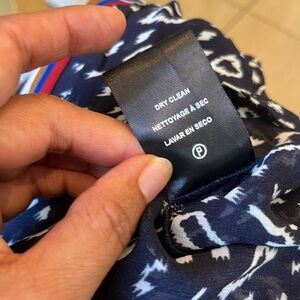 DRY CLEAN
NETTOYAGE À SEC
LAVAR EN SECO
P